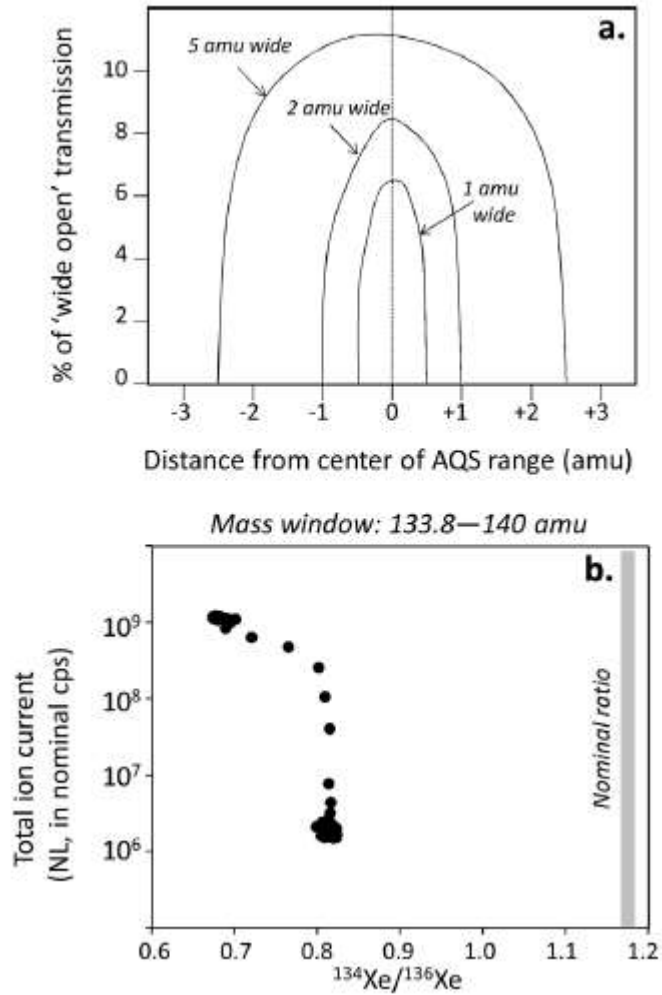 a.
5 amu wide
2 amu wide
1 amu
wide
% of 'wide open' transmission
10
8
6
4
2
0
-3 -2 -1 0 +1 +2 +3
Distance from center of AQS range (amu)
Mass window: 133.8—140 amu
b.
Total ion current
(NL, in nominal cps)
10⁹
10⁸
10⁷
10⁶
Nominal ratio
0.6 0.7 0.8 0.9 1.0 1.1 1.2
¹³⁴Xe/¹³⁶Xe